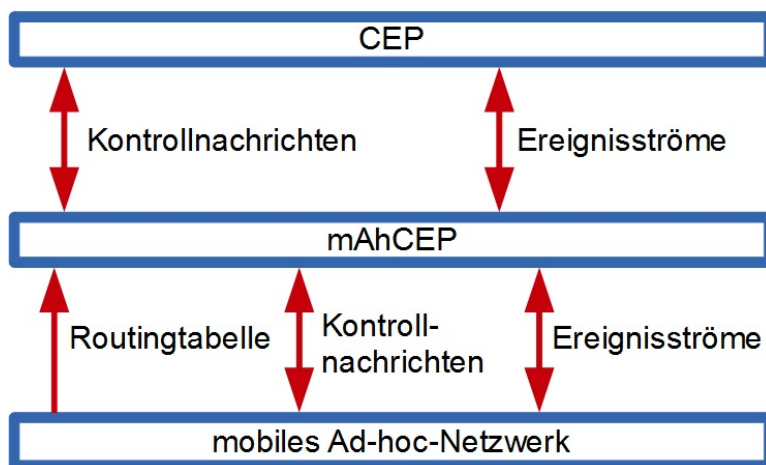 CEP
Kontrollnachrichten
Ereignisströme
mAhCEP
Routingtabelle
Kontroll-
nachrichten
Ereignisströme
mobiles Ad-hoc-Netzwerk